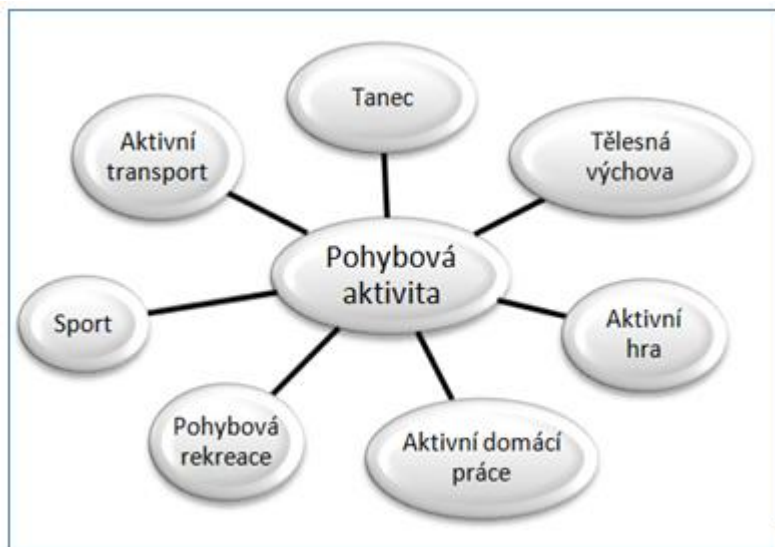 Tanec
Aktivní
transport
Tělesná
výchova
Pohybová
aktivita
Sport
Aktivní
hra
Pohybová
rekreace
Aktivní domácí
práce